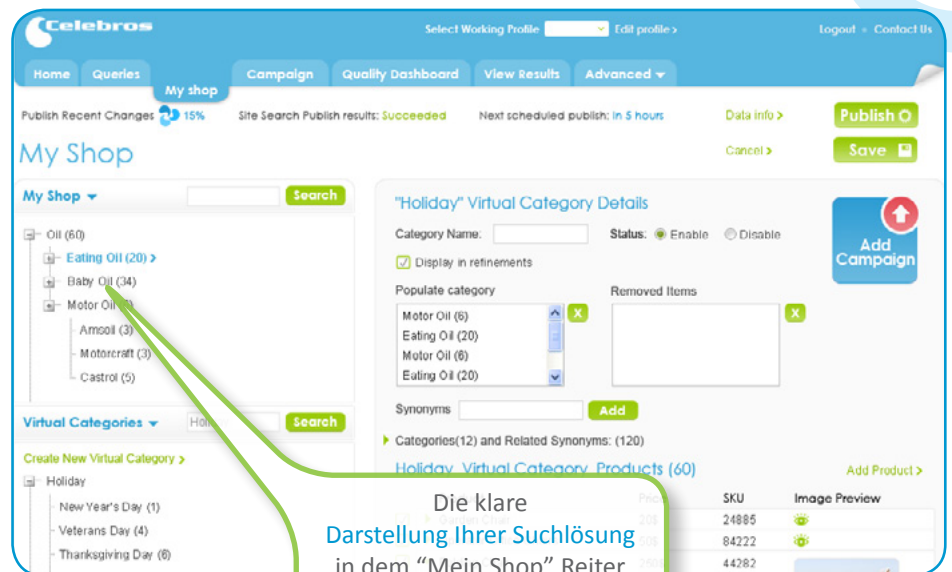 Celebros
Select Working Profile
Edit profile >
Logout
Contact Us
Home
Queries
My shop
Campaign
Quality Dashboard
View Results
Advanced
Publish Recent Changes 15%
Site Search Publish results: Succeeded
Next scheduled publish: In 5 hours
Data info >
Publish
My Shop
Cancel >
Save
My Shop
Search
Oil (60)
Eating Oil (20) >
Baby Oil (34)
Motor Oil
Amsoil (3)
Motorcraft (3)
Castrol (5)
Virtual Categories
Search
Create New Virtual Category >
Holiday
New Year's Day (1)
Veterans Day (4)
Thanksgiving Day (6)
"Holiday" Virtual Category Details
Category Name:
Status: Enable Disable
Display in refinements
Add
Campaign
Populate category
Removed Items
Motor Oil (6)
Eating Oil (20)
Motor Oil (6)
Eating Oil (20)
X
X
Synonyms
Add
Categories(12) and Related Synonyms: (120)
Holiday Virtual Category Products (60)
Add Product >
SKU
Image Preview
24885
84222
44282
Die klare
Darstellung Ihrer Suchlösung
in dem “Mein Shop” Reiter